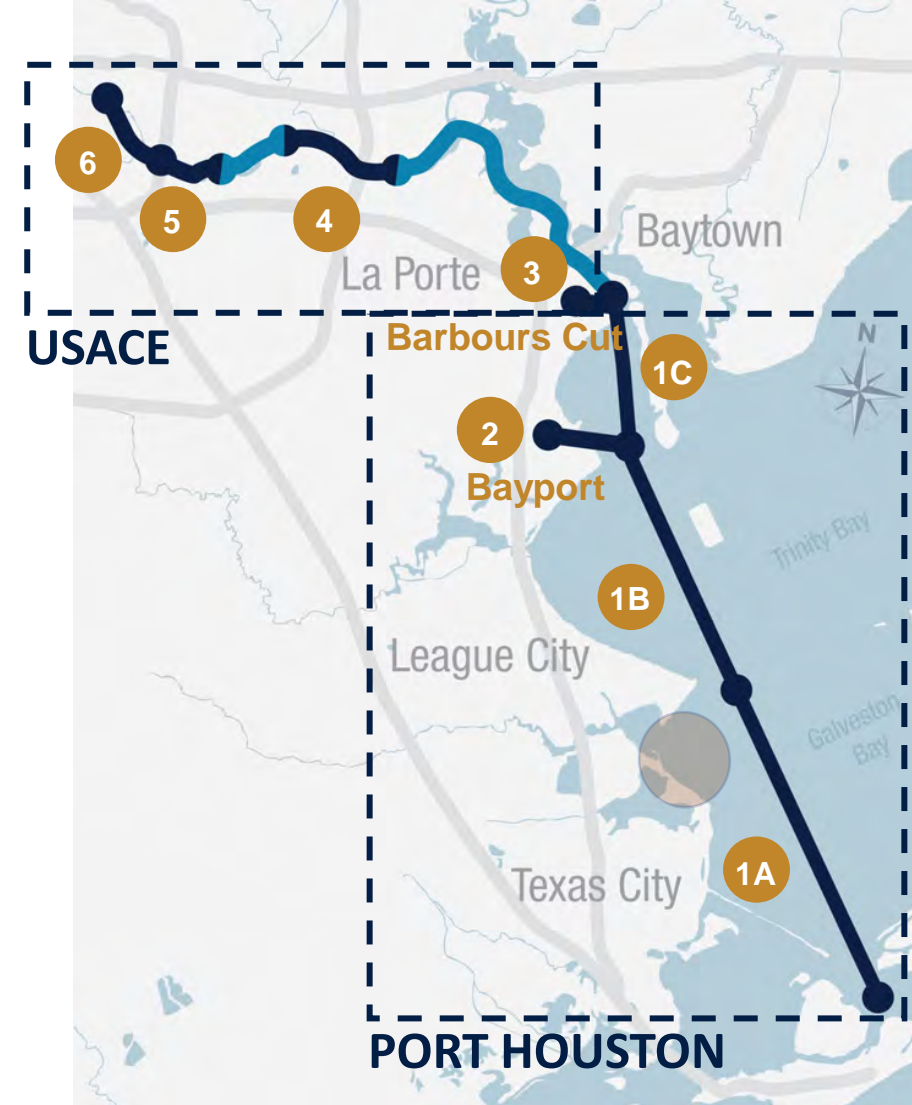 6
5
4
3
Baytown
La Porte
USACE
Barbours Cut
N
1C
2
Bayport
Trinity Bay
1B
League City
Galveston
Bay
Texas City
1A
PORT HOUSTON